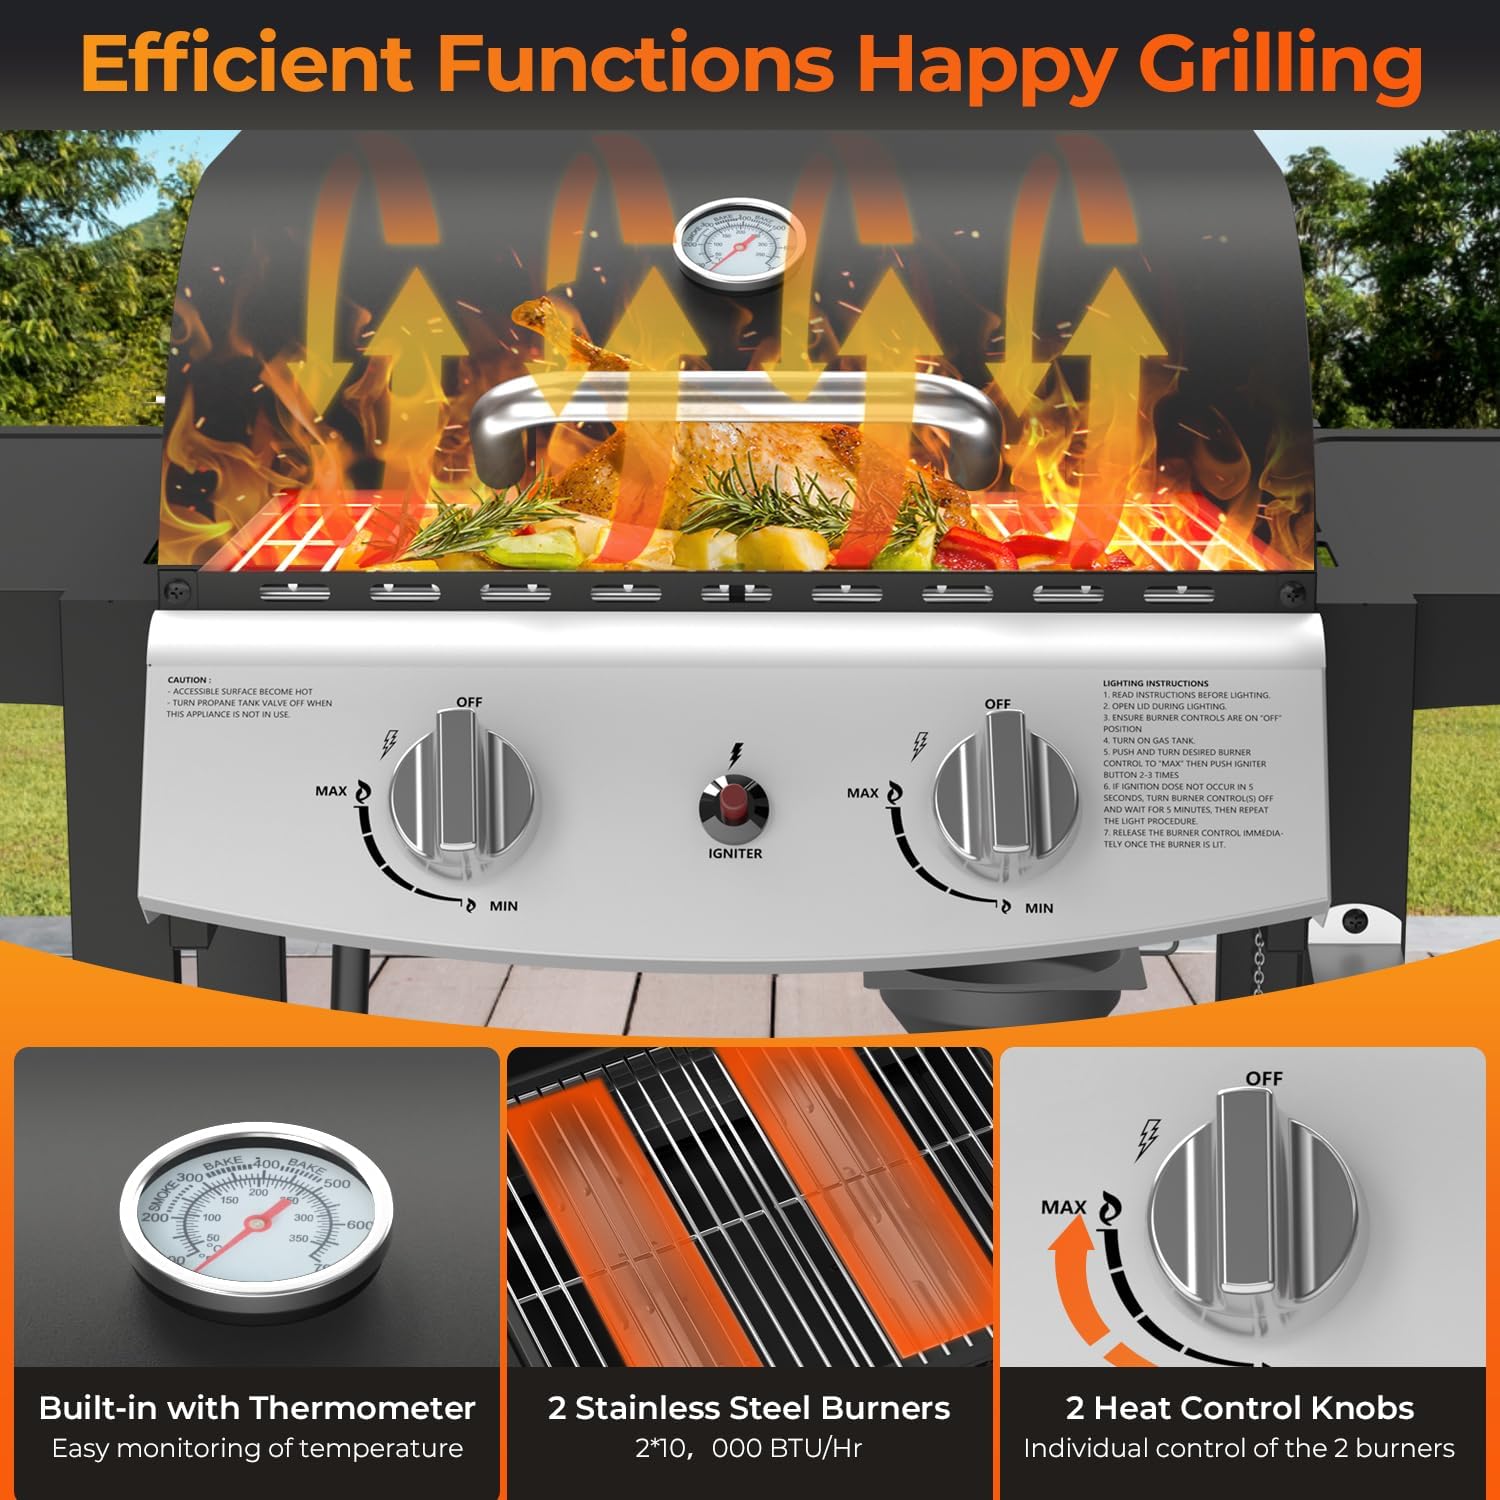 Efficient Functions Happy Grilling
CAUTION :
- ACCESSIBLE SURFACE BECOME HOT
- TURN PROPANE TANK VALVE OFF WHEN
THIS APPLIANCE IS NOT IN USE.
OFF
MAX
MIN
IGNITER
OFF
MAX
MIN
LIGHTING INSTRUCTIONS
1. READ INSTRUCTIONS BEFORE LIGHTING.
2. OPEN LID DURING LIGHTING.
3. ENSURE BURNER CONTROLS ARE ON "OFF"
POSITION
4. TURN ON GAS TANK.
5. PUSH AND TURN DESIRED BURNER
CONTROL TO "MAX" THEN PUSH IGNITER
BUTTON 2-3 TIMES
6. IF IGNITION DOSE NOT OCCUR IN 5
SECONDS, TURN BURNER CONTROL(S) OFF
AND WAIT FOR 5 MINUTES, THEN REPEAT
THE LIGHT PROCEDURE.
7. RELEASE THE BURNER CONTROL IMMEDIA-
TELY ONCE THE BURNER IS LIT.
SMOKE BAKE BAKE
200 300 400 500 600
50 100 150 200 300 350
°C
OFF
MAX
Built-in with Thermometer
Easy monitoring of temperature
2 Stainless Steel Burners
2*10，000 BTU/Hr
2 Heat Control Knobs
Individual control of the 2 burners